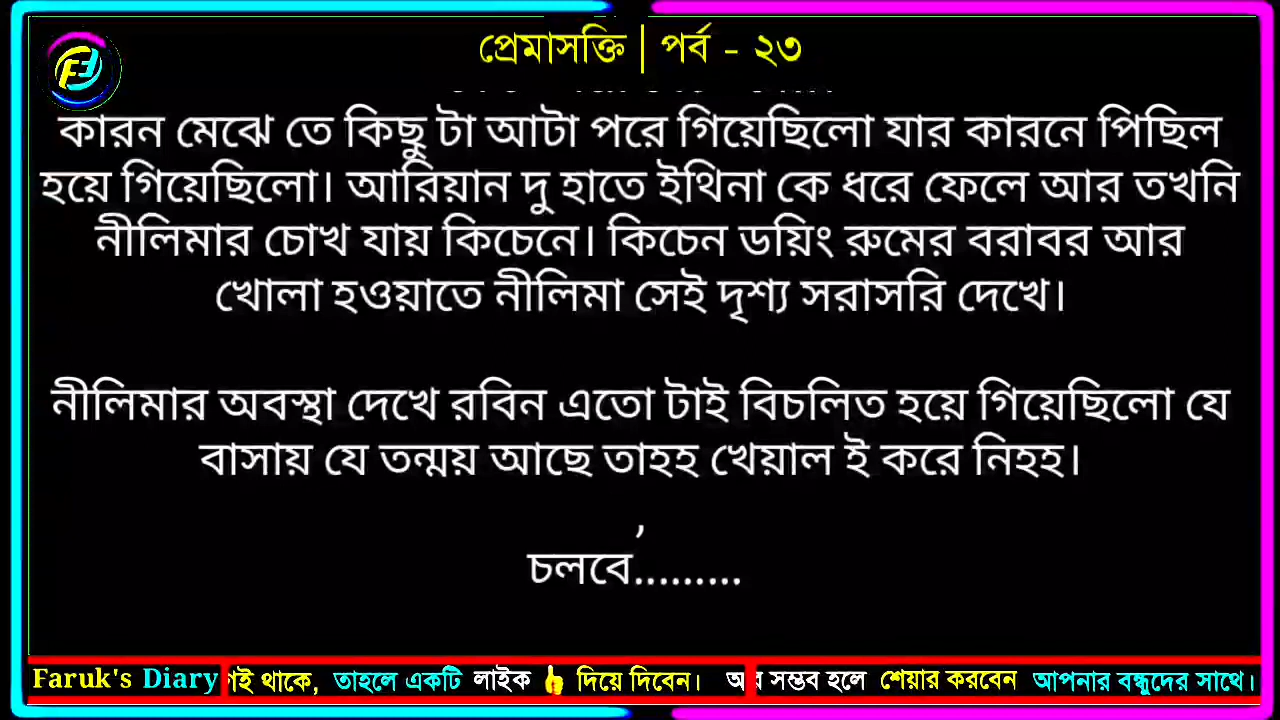 প্রেমাসক্তি | পর্ব - ২৩
কারন মেঝে তে কিছু টা আটা পরে গিয়েছিলো যার কারনে পিছিল
হয়ে গিয়েছিলো। আরিয়ান দু হাতে ইথিনা কে ধরে ফেলে আর তখনি
নীলিমার চোখ যায় কিচেনে। কিচেন ডয়িং রুমের বরাবর আর
খোলা হওয়াতে নীলিমা সেই দৃশ্য সরাসরি দেখে।
নীলিমার অবস্থা দেখে রবিন এতো টাই বিচলিত হয়ে গিয়েছিলো যে
বাসায় যে তন্ময় আছে তাহহ খেয়াল ই করে নিহহ।
,
চলবে.........
Faruk's Diary থাকে, তাহলে একটি লাইক 👍 দিয়ে দিবেন। সম্ভব হলে শেয়ার করবেন আপনার বন্ধুদের সাথে।